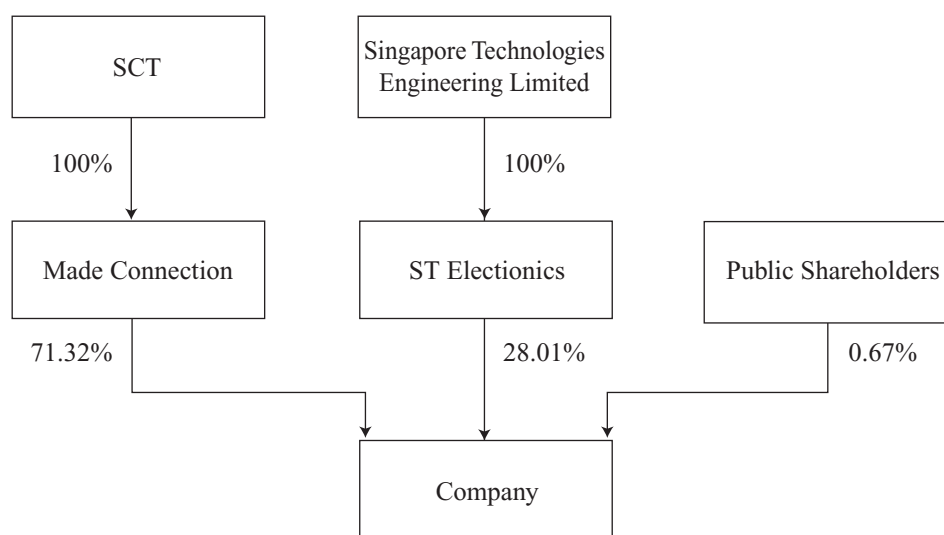 SCT
Singapore Technologies
Engineering Limited
100%
100%
Made Connection
ST Electionics
Public Shareholders
71.32%
28.01%
0.67%
Company